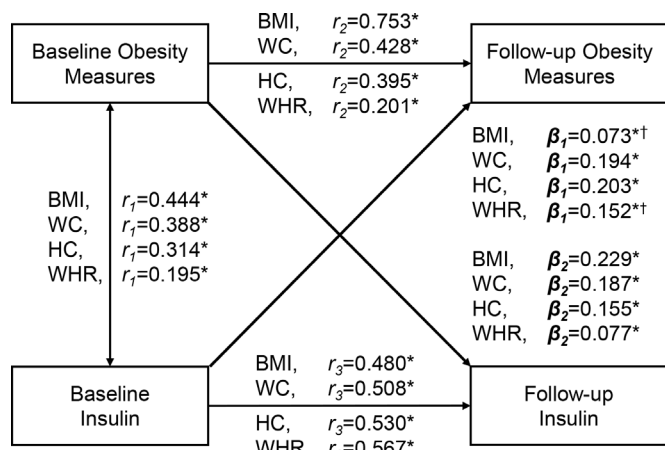 Baseline Obesity
Measures
BMI, r2=0.753*
WC, r2=0.428*
HC, r2=0.395*
WHR, r2=0.201*
Follow-up Obesity
Measures
BMI, r1=0.444*
WC, r1=0.388*
HC, r1=0.314*
WHR, r1=0.195*
BMI, β1=0.073*†
WC, β1=0.194*
HC, β1=0.203*
WHR, β1=0.152*†
BMI, β2=0.229*
WC, β2=0.187*
HC, β2=0.155*
WHR, β2=0.077*
Baseline
Insulin
BMI, r3=0.480*
WC, r3=0.508*
HC, r3=0.530*
WHR, r3=0.567*
Follow-up
Insulin